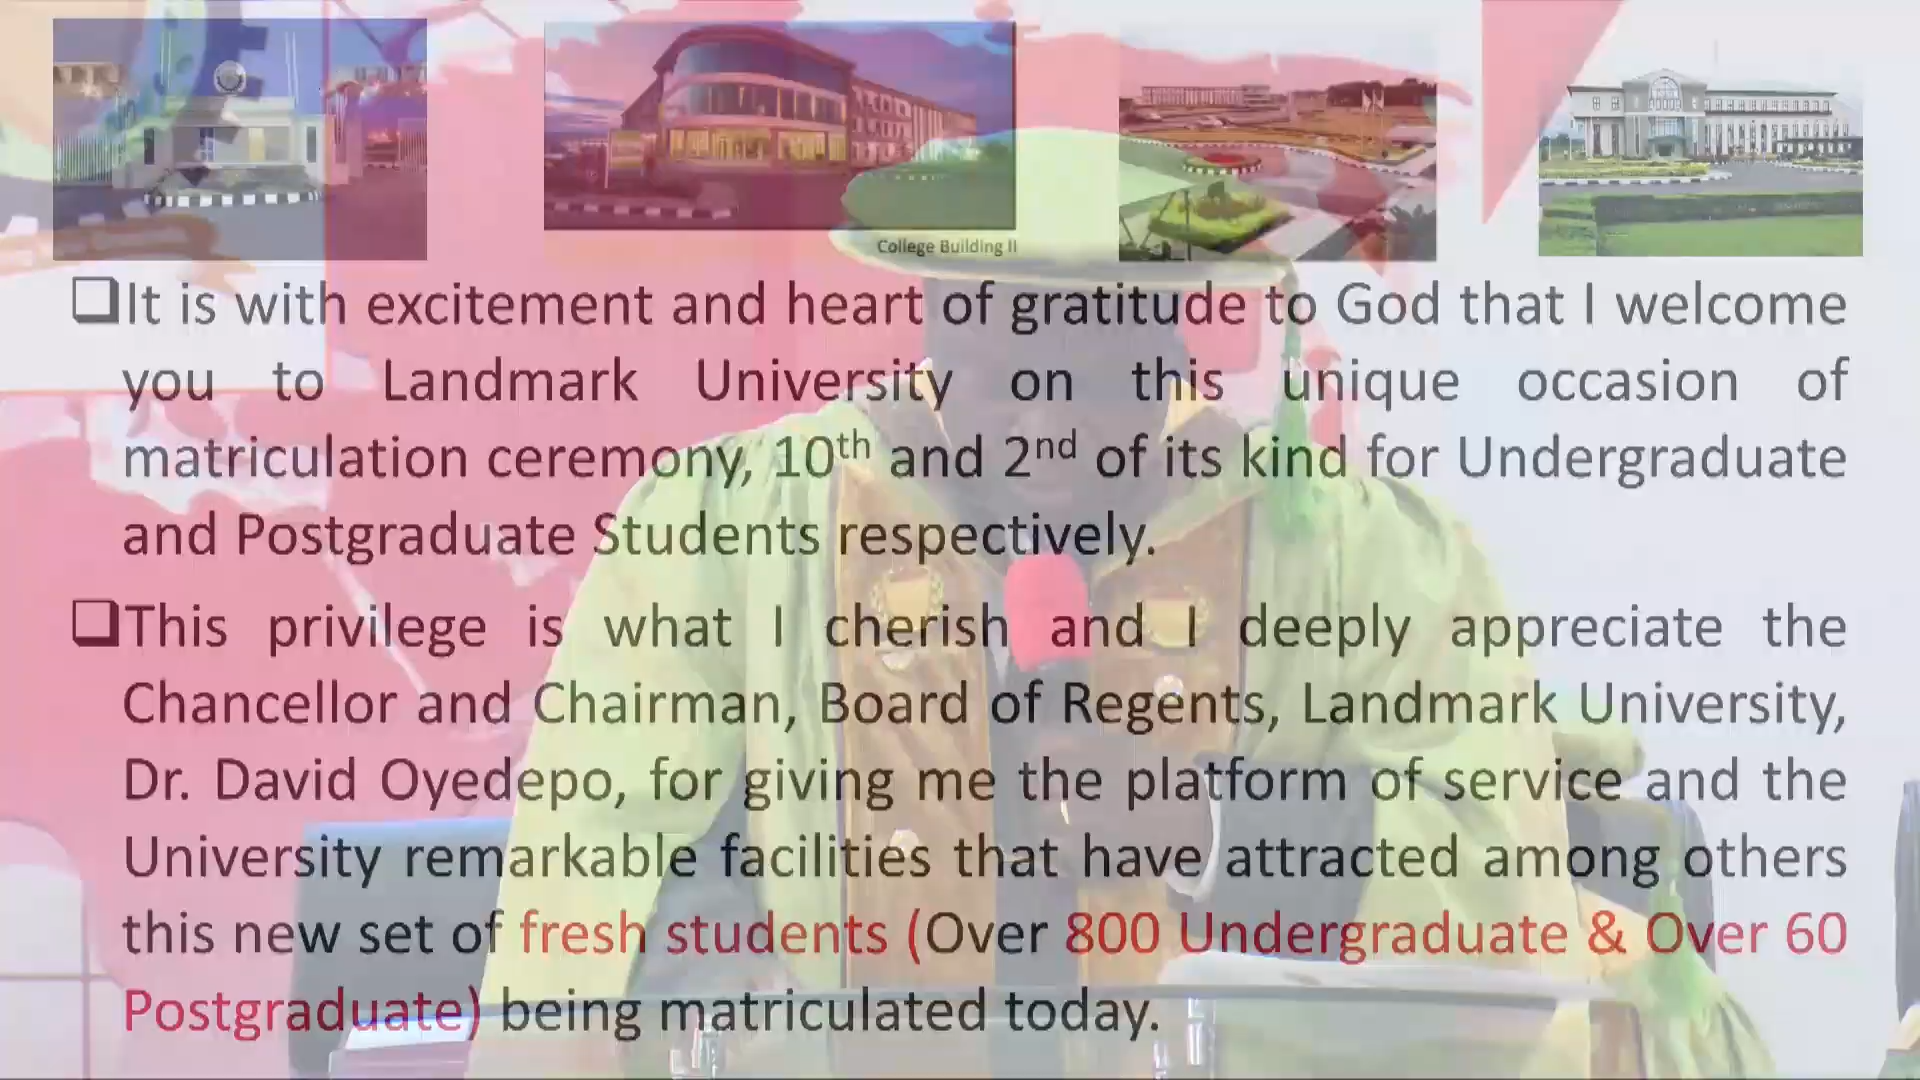 College Building II
❑It is with excitement and heart of gratitude to God that I welcome
you to Landmark University on this unique occasion of
matriculation ceremony, 10th and 2nd of its kind for Undergraduate
and Postgraduate Students respectively.
❑This privilege is what I cherish and I deeply appreciate the
Chancellor and Chairman, Board of Regents, Landmark University,
Dr. David Oyedepo, for giving me the platform of service and the
University remarkable facilities that have attracted among others
this new set of fresh students (Over 800 Undergraduate & Over 60
Postgraduate) being matriculated today.